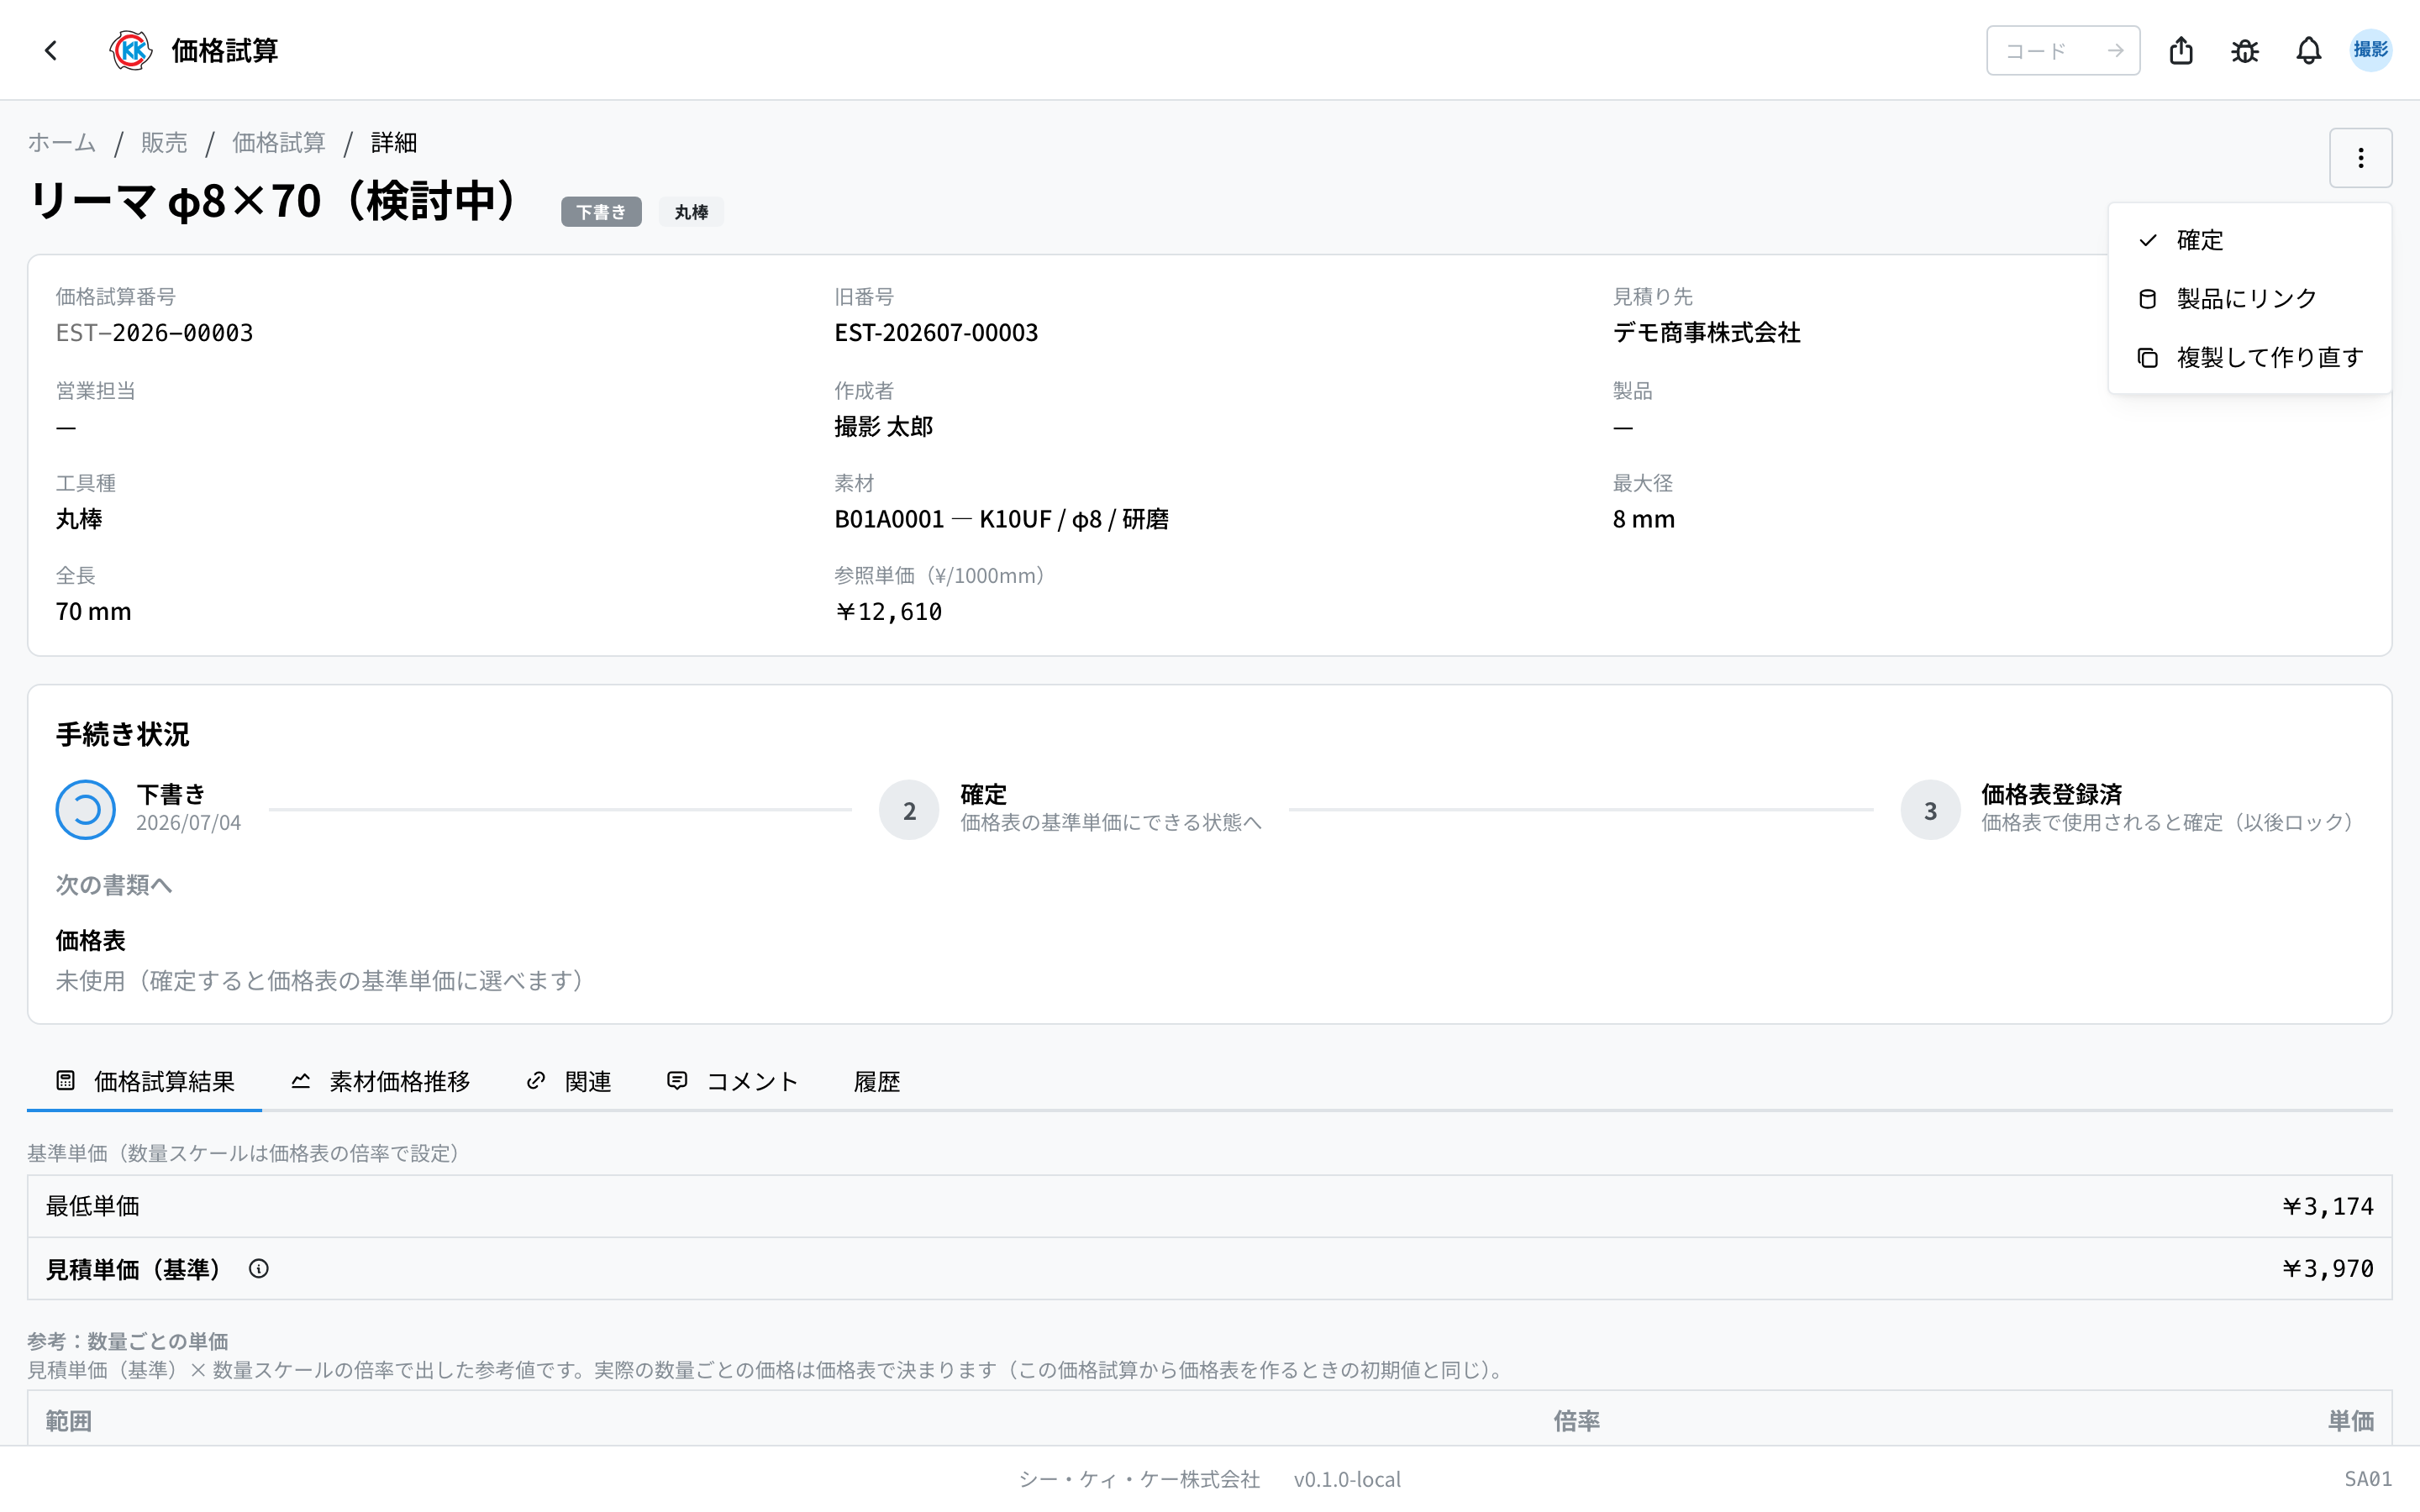 KK 価格試算
コード
撮影
ホーム / 販売 / 価格試算 / 詳細
リーマ φ8×70（検討中）
下書き
丸棒
確定
製品にリンク
複製して作り直す
価格試算番号
EST-2026-00003
旧番号
EST-202607-00003
見積り先
デモ商事株式会社
営業担当
—
作成者
撮影 太郎
製品
—
工具種
丸棒
素材
B01A0001 — K10UF / φ8 / 研磨
最大径
8 mm
全長
70 mm
参照単価（¥/1000mm）
¥12,610
手続き状況
下書き
2026/07/04
2
確定
価格表の基準単価にできる状態へ
3
価格表登録済
価格表で使用されると確定（以後ロック）
次の書類へ
価格表
未使用（確定すると価格表の基準単価に選べます）
価格試算結果
素材価格推移
関連
コメント
履歴
基準単価（数量スケールは価格表の倍率で設定）
最低単価 ¥3,174
見積単価（基準） ¥3,970
参考：数量ごとの単価
見積単価（基準）× 数量スケールの倍率で出した参考値です。実際の数量ごとの価格は価格表で決まります（この価格試算から価格表を作るときの初期値と同じ）。
範囲 倍率 単価
シー・ケィ・ケー株式会社 v0.1.0-local
SA01